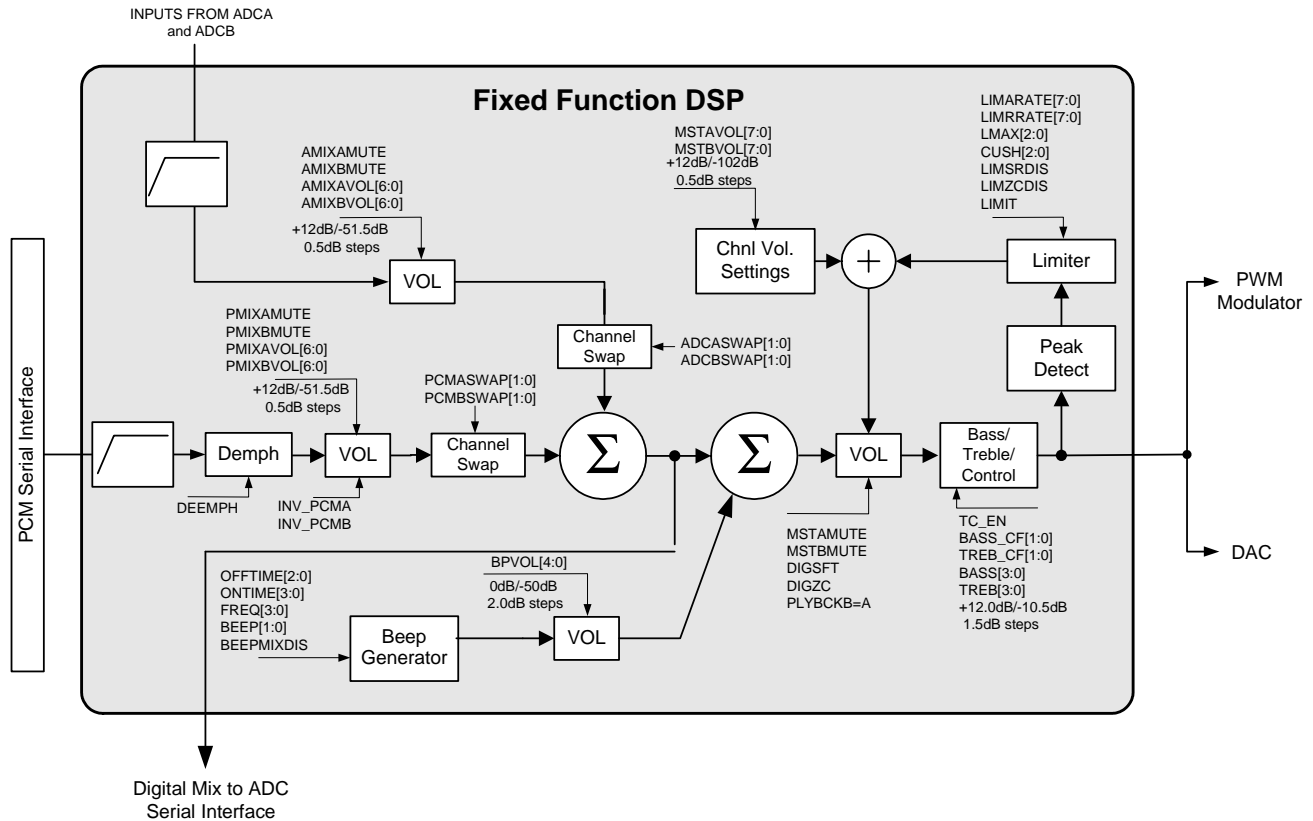 INPUTS FROM ADCA
and ADCB
Fixed Function DSP
LIMARATE[7:0]
LIMRRATE[7:0]
LMAX[2:0]
CUSH[2:0]
LIMSRDIS
LIMZCDIS
LIMIT
MSTAVOL[7:0]
MSTBVOL[7:0]
+12dB/-102dB
0.5dB steps
AMIXAMUTE
AMIXBMUTE
AMIXAVOL[6:0]
AMIXBVOL[6:0]
+12dB/-51.5dB
0.5dB steps
VOL
Chnl Vol.
Settings
+
Limiter
PWM
Modulator
Peak
Detect
Channel
Swap
ADCASWAP[1:0]
ADCBSWAP[1:0]
PMIXAMUTE
PMIXBMUTE
PMIXAVOL[6:0]
PMIXBVOL[6:0]
+12dB/-51.5dB
0.5dB steps
PCMASWAP[1:0]
PCMBSWAP[1:0]
PCM Serial Interface
Demph
VOL
Channel
Swap
Σ
Σ
VOL
Bass/
Treble/
Control
DEEMPH
INV_PCMA
INV_PCMB
MSTAMUTE
MSTBMUTE
DIGSFT
DIGZC
PLYBCKB=A
TC_EN
BASS_CF[1:0]
TREB_CF[1:0]
BASS[3:0]
TREB[3:0]
+12.0dB/-10.5dB
1.5dB steps
DAC
OFFTIME[2:0]
ONTIME[3:0]
FREQ[3:0]
BEEP[1:0]
BEEPMIXDIS
BPVOL[4:0]
0dB/-50dB
2.0dB steps
Beep
Generator
VOL
Digital Mix to ADC
Serial Interface